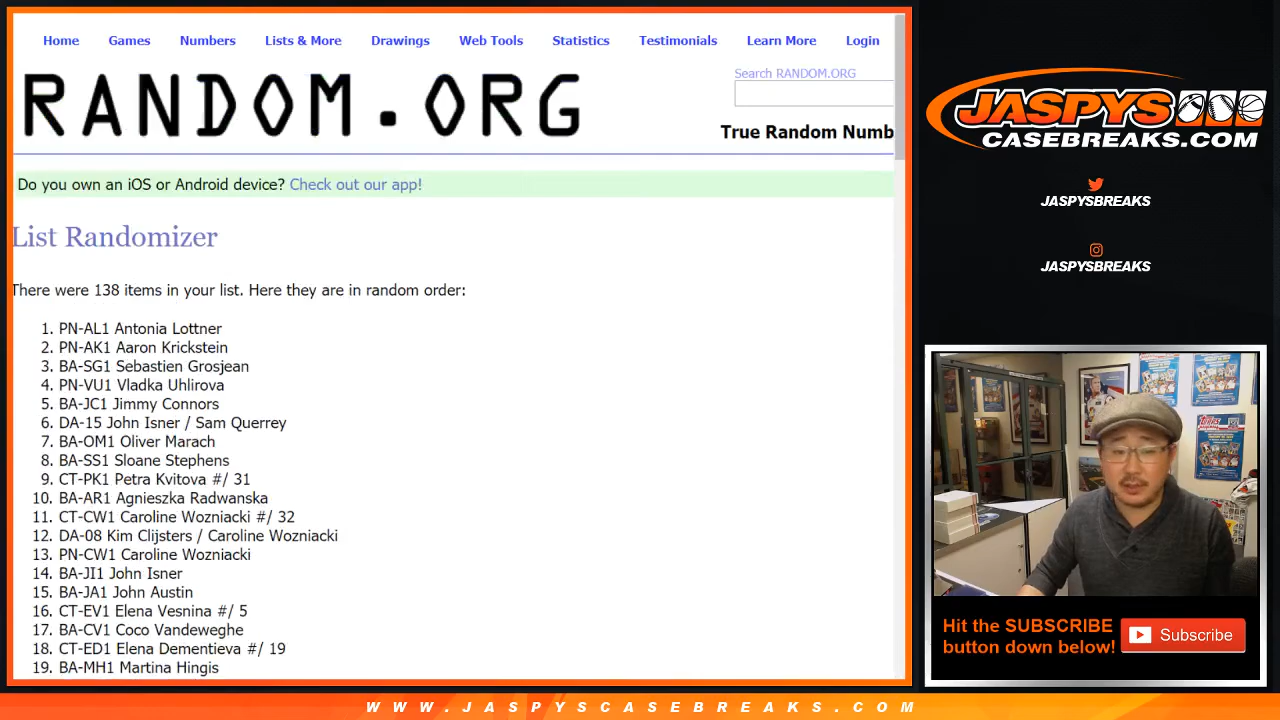 Home Games Numbers Lists & More Drawings Web Tools Statistics Testimonials Learn More Login
RANDOM.ORG
Search RANDOM.ORG
True Random Numb
Do you own an iOS or Android device? Check out our app!
List Randomizer
There were 138 items in your list. Here they are in random order:
1. PN-AL1 Antonia Lottner
2. PN-AK1 Aaron Krickstein
3. BA-SG1 Sebastien Grosjean
4. PN-VU1 Vladka Uhlirova
5. BA-JC1 Jimmy Connors
6. DA-15 John Isner / Sam Querrey
7. BA-OM1 Oliver Marach
8. BA-SS1 Sloane Stephens
9. CT-PK1 Petra Kvitova #/ 31
10. BA-AR1 Agnieszka Radwanska
11. CT-CW1 Caroline Wozniacki #/ 32
12. DA-08 Kim Clijsters / Caroline Wozniacki
13. PN-CW1 Caroline Wozniacki
14. BA-JI1 John Isner
15. BA-JA1 John Austin
16. CT-EV1 Elena Vesnina #/ 5
17. BA-CV1 Coco Vandeweghe
18. CT-ED1 Elena Dementieva #/ 19
19. BA-MH1 Martina Hingis
JASPYS
CASEBREAKS.COM
JASPYSBREAKS
JASPYSBREAKS
Topps
Hit the SUBSCRIBE
button down below!
Subscribe
WWW.JASPYSCASEBREAKS.COM